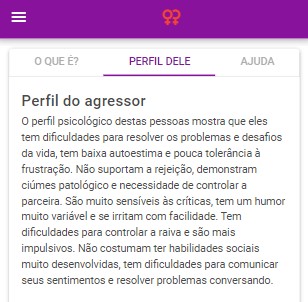 O QUE É? PERFIL DELE AJUDA
Perfil do agressor
O perfil psicológico destas pessoas mostra que eles
tem dificuldades para resolver os problemas e desafios
da vida, tem baixa autoestima e pouca tolerância à
frustração. Não suportam a rejeição, demonstram
ciúmes patológico e necessidade de controlar a
parceira. São muito sensíveis às críticas, tem um humor
muito variável e se irritam com facilidade. Tem
dificuldades para controlar a raiva e são mais
impulsivos. Não costumam ter habilidades sociais
muito desenvolvidas, tem dificuldades para comunicar
seus sentimentos e resolver problemas conversando.